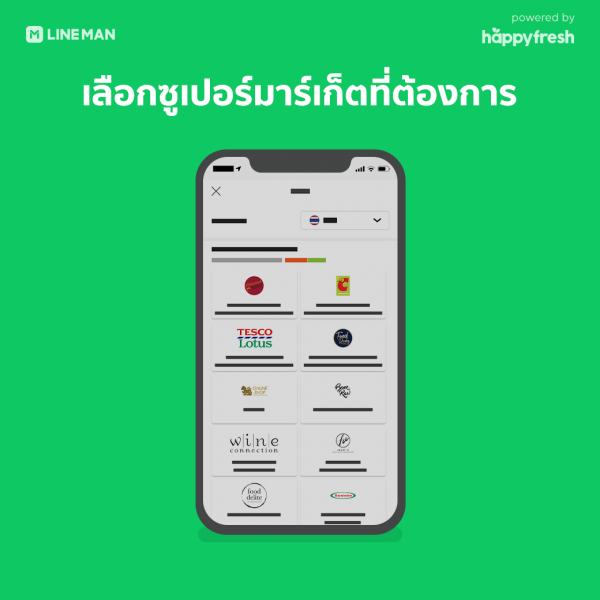 LINE MAN
powered by
happyfresh
เลือกซูเปอร์มาร์เก็ตที่ต้องการ
TESCO
Lotus
wine
connection
food
delite